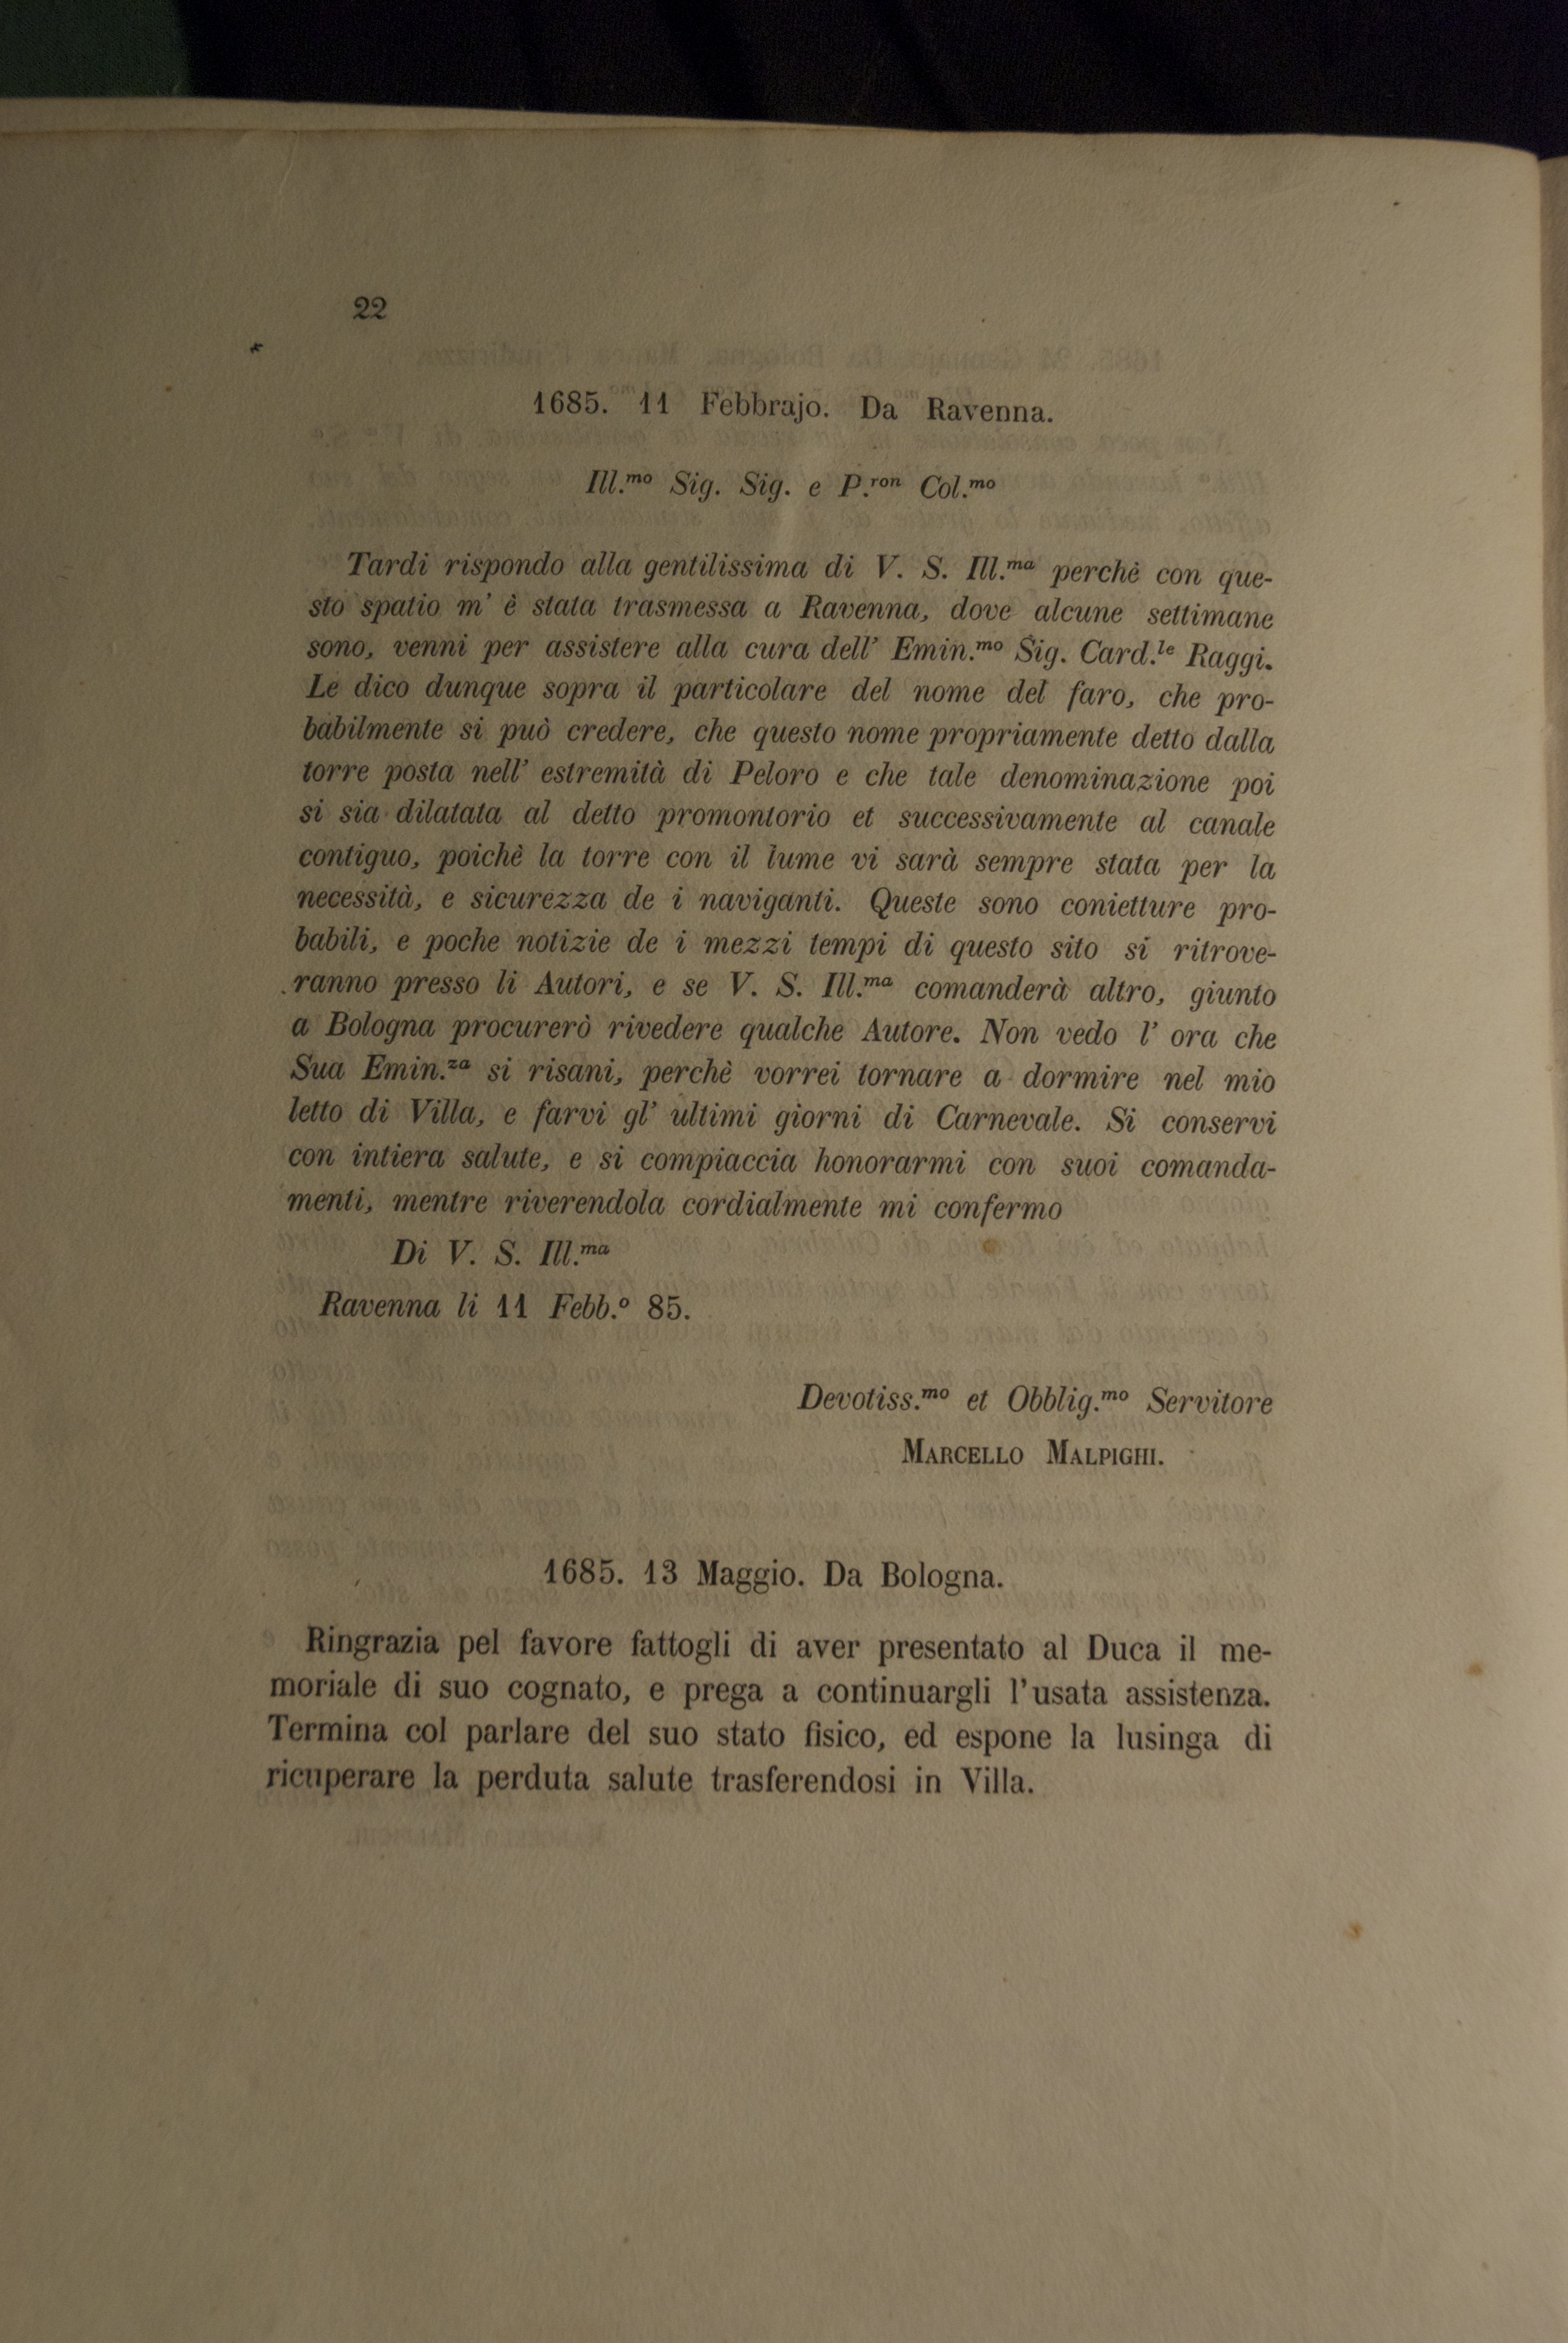 22
1685. 11 Febbrajo. Da Ravenna.
Ill.mo Sig. Sig. e P.ron Col.mo
Tardi rispondo alla gentilissima di V. S. Ill.ma perchè con que-
sto spatio m' è stata trasmessa a Ravenna, dove alcune settimane
sono, venni per assistere alla cura dell' Emin.mo Sig. Card.le Raggi.
Le dico dunque sopra il particolare del nome del faro, che pro-
babilmente si può credere, che questo nome propriamente detto dalla
torre posta nell' estremità di Peloro e che tale denominazione poi
si sia dilatata al detto promontorio et successivamente al canale
contiguo, poichè la torre con il lume vi sarà sempre stata per la
necessità, e sicurezza de i naviganti. Queste sono conietture pro-
babili, e poche notizie de i mezzi tempi di questo sito si ritrove-
ranno presso li Autori, e se V. S. Ill.ma comanderà altro, giunto
a Bologna procurerò rivedere qualche Autore. Non vedo l' ora che
Sua Emin.za si risani, perchè vorrei tornare a dormire nel mio
letto di Villa, e farvi gl' ultimi giorni di Carnevale. Si conservi
con intiera salute, e si compiaccia honorarmi con suoi comanda-
menti, mentre riverendola cordialmente mi confermo
Di V. S. Ill.ma
Ravenna li 11 Febb.o 85.
Devotiss.mo et Obblig.mo Servitore
MARCELLO MALPIGHI.
1685. 13 Maggio. Da Bologna.
Ringrazia pel favore fattogli di aver presentato al Duca il me-
moriale di suo cognato, e prega a continuargli l'usata assistenza.
Termina col parlare del suo stato fisico, ed espone la lusinga di
ricuperare la perduta salute trasferendosi in Villa.